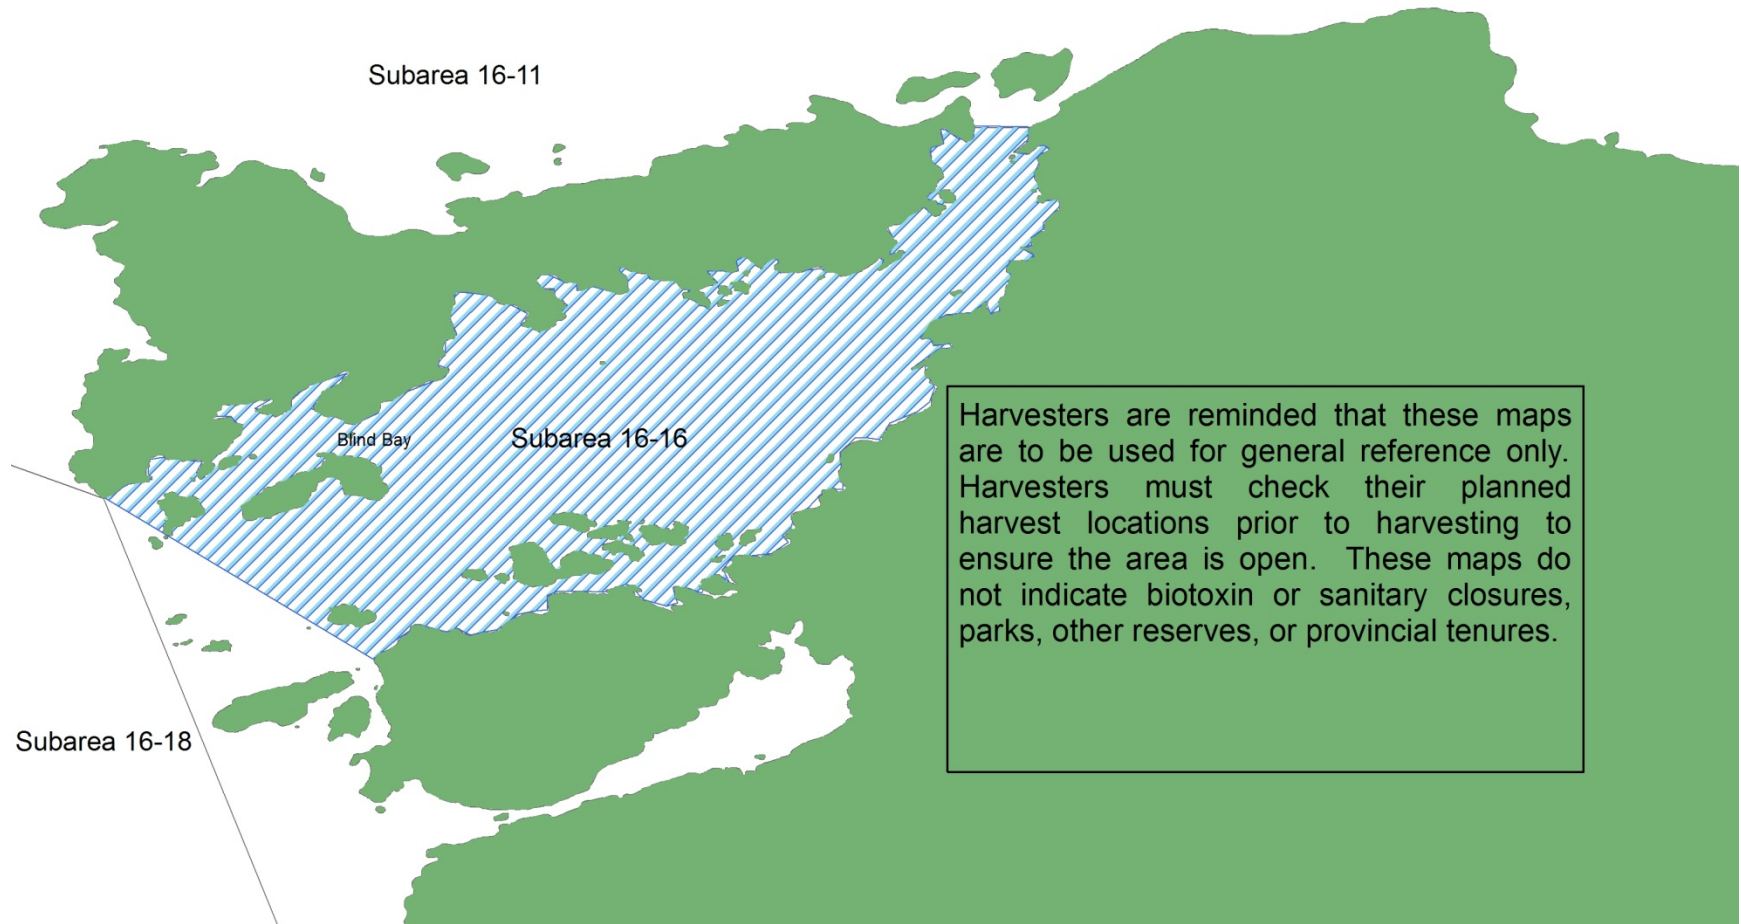 Subarea 16-11
Blind Bay
Subarea 16-16
Harvesters are reminded that these maps
are to be used for general reference only.
Harvesters must check their planned
harvest locations prior to harvesting to
ensure the area is open. These maps do
not indicate biotoxin or sanitary closures,
parks, other reserves, or provincial tenures.
Subarea 16-18